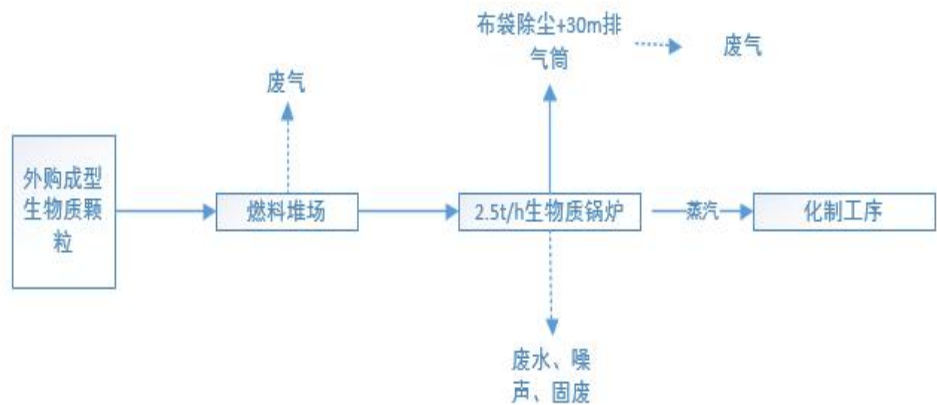 布袋除尘+30m排
气筒
废气
废气
外购成型
生物质颗
粒
燃料堆场
2.5t/h生物质锅炉
蒸汽
化制工序
废水、噪
声、固废